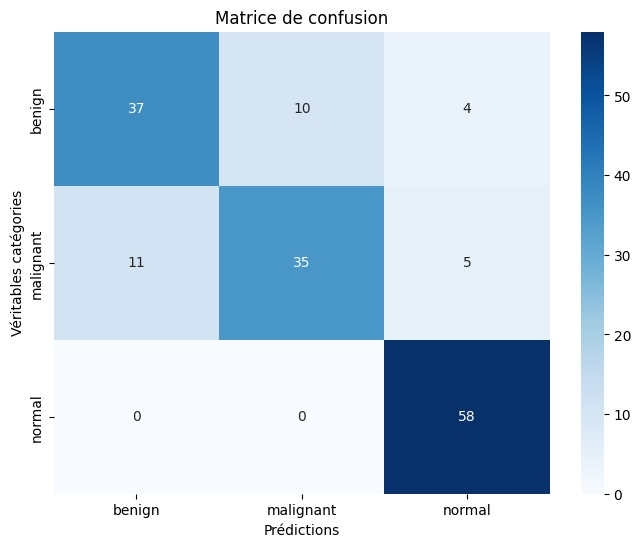 Matrice de confusion
Véritables catégories
benign
37 10 4
malignant
11 35 5
normal
0 0 58
benign malignant normal
Prédictions
50
40
30
20
10
0